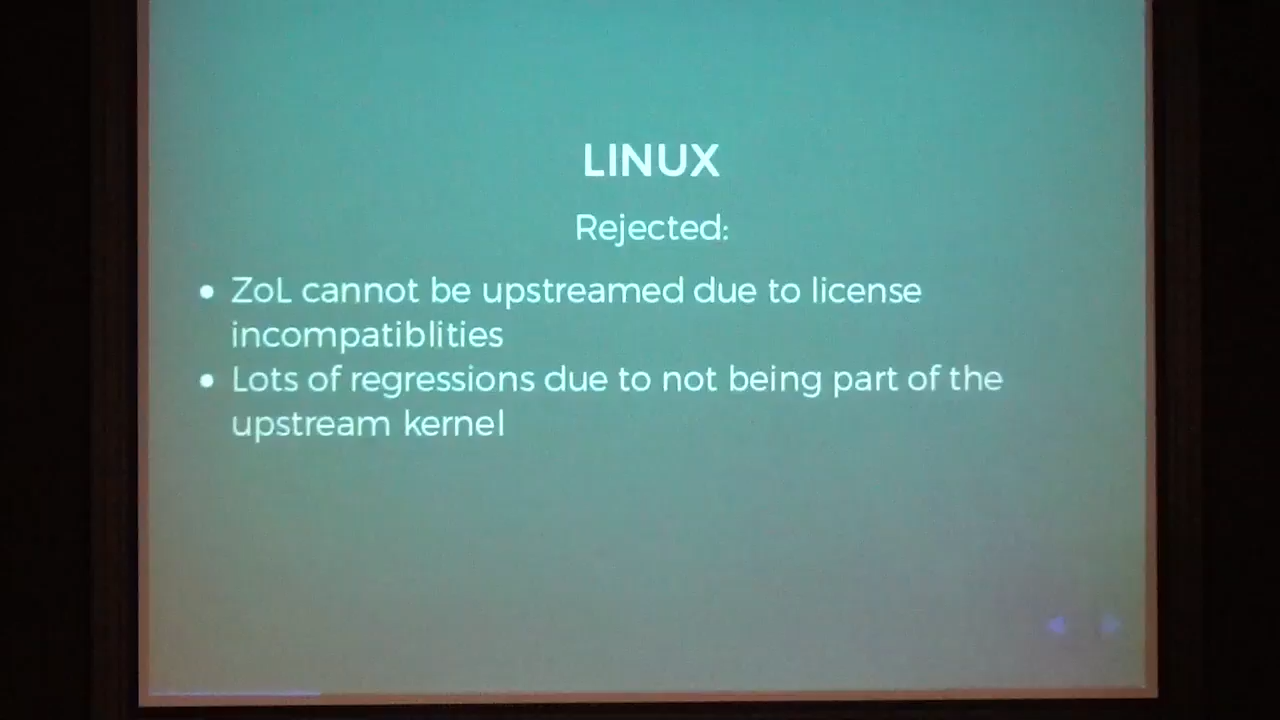 LINUX
Rejected:
• ZoL cannot be upstreamed due to license
incompatiblities
• Lots of regressions due to not being part of the
upstream kernel